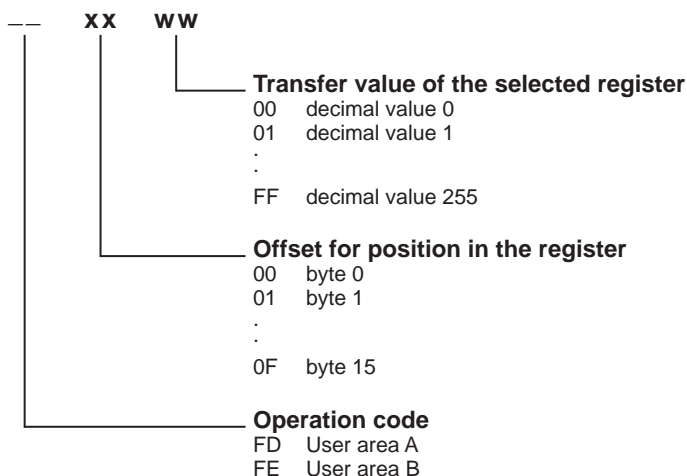 __ xx ww
Transfer value of the selected register
00 decimal value 0
01 decimal value 1
.
.
FF decimal value 255
Offset for position in the register
00 byte 0
01 byte 1
.
.
0F byte 15
Operation code
FD User area A
FE User area B